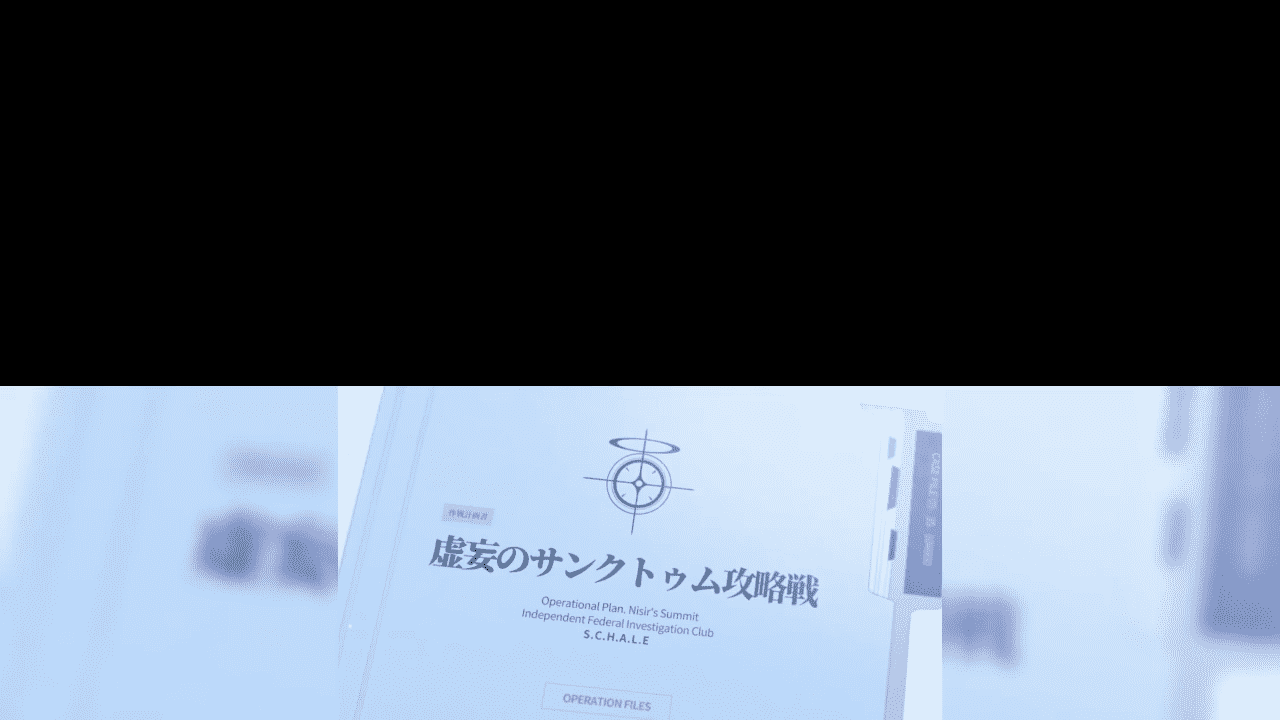 作戦計画書
虚妄のサンクトゥム攻略戦
Operational Plan. Nisir's Summit
Independent Federal Investigation Club
S.C.H.A.L.E
OPERATION FILES